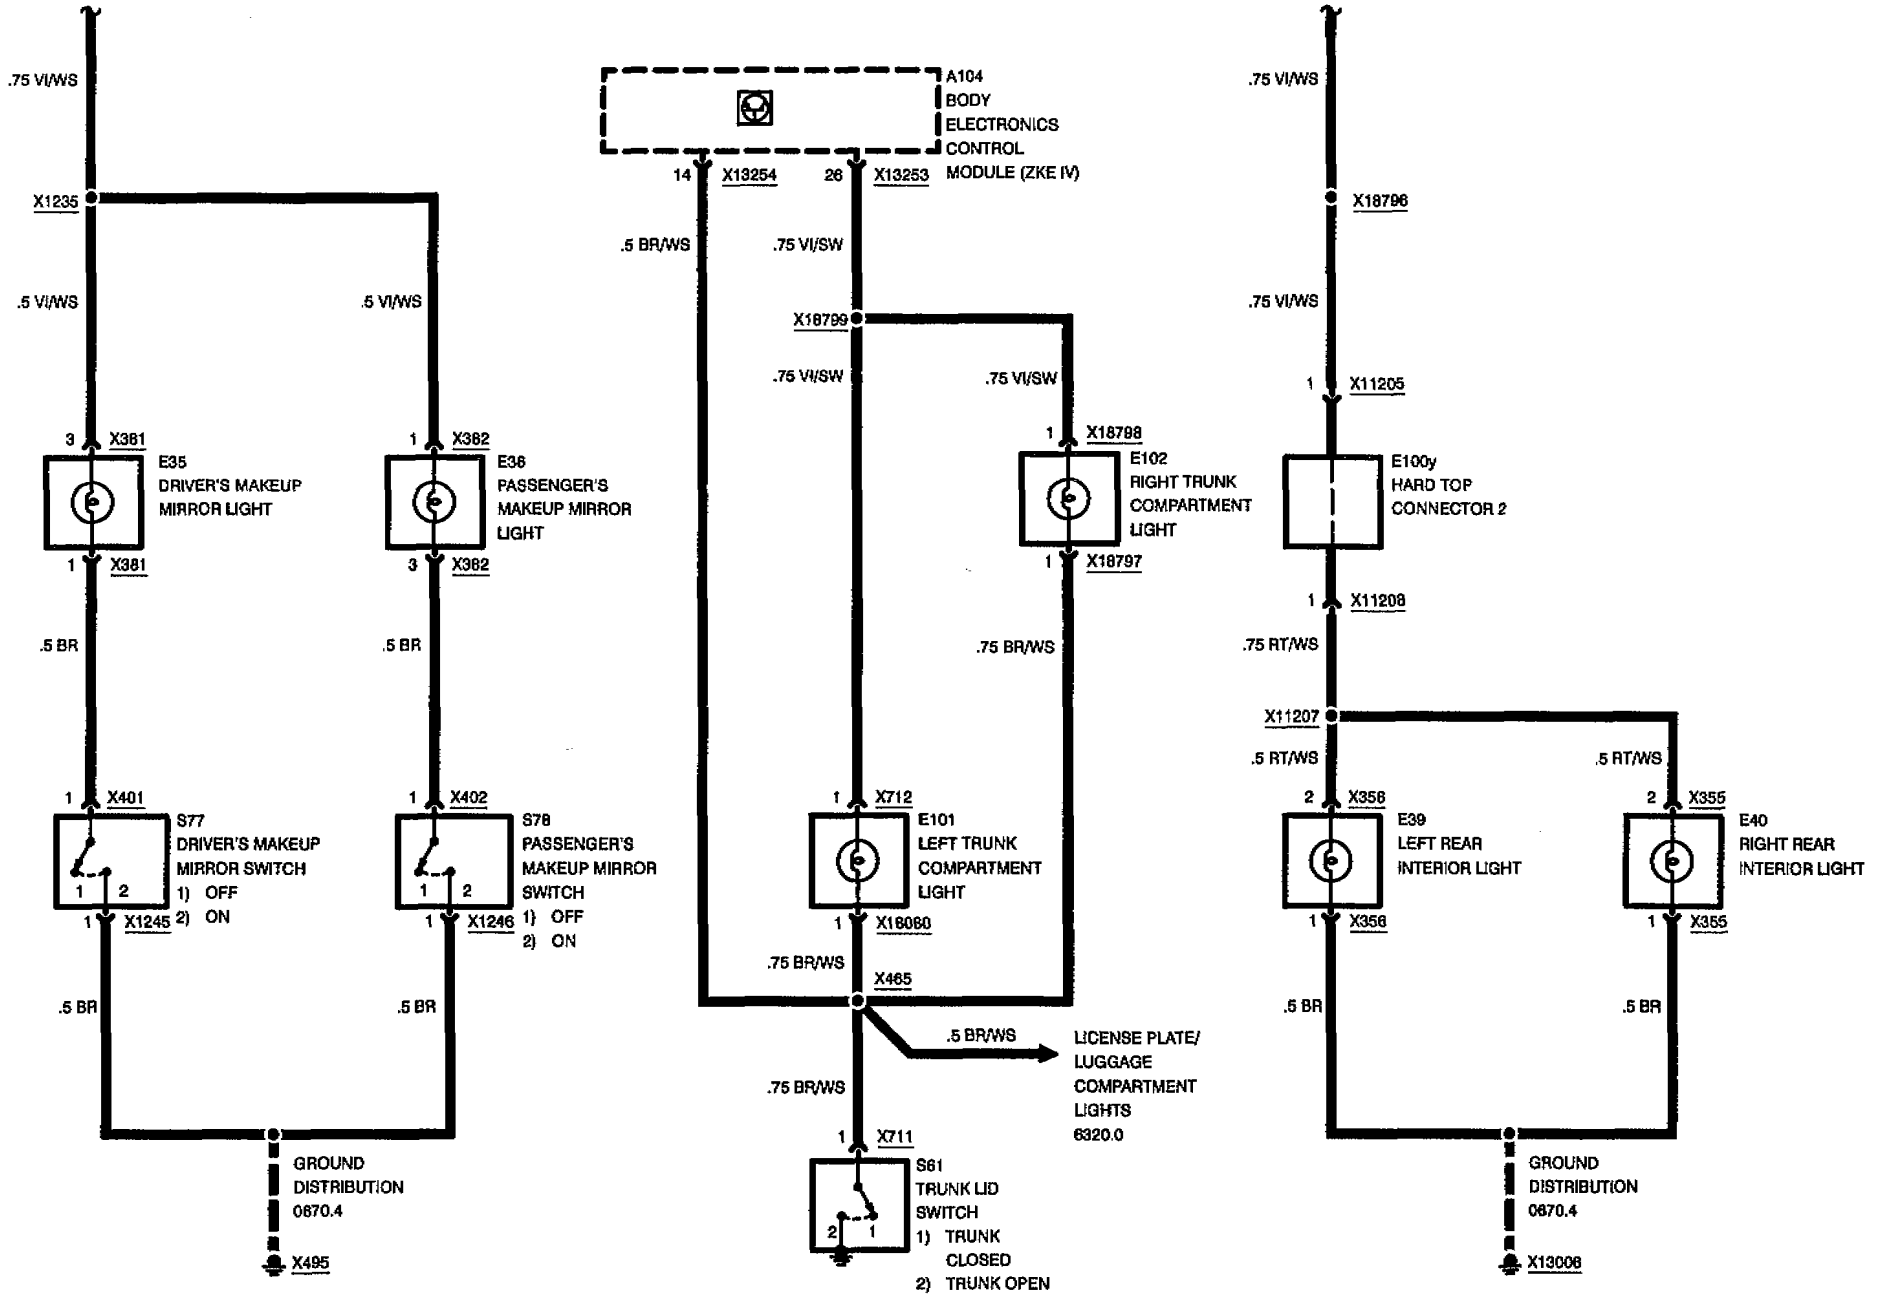 .75 VI/WS
X1235
.5 VI/WS
.5 VI/WS
3 X381
E35
DRIVER'S MAKEUP
MIRROR LIGHT
1 X381
1 X382
E36
PASSENGER'S
MAKEUP MIRROR
LIGHT
3 X382
.5 BR
.5 BR
1 X401
S77
DRIVER'S MAKEUP
MIRROR SWITCH
1) OFF
2) ON
1 2
1 X1245
1 X402
S78
PASSENGER'S
MAKEUP MIRROR
SWITCH
1) OFF
2) ON
1 2
1 X1246
.5 BR
.5 BR
GROUND
DISTRIBUTION
0670.4
X495
A104
BODY
ELECTRONICS
CONTROL
MODULE (ZKE IV)
14 X13254
26 X13253
.5 BR/WS
.75 VI/SW
X18799
.75 VI/SW
.75 VI/SW
1 X18798
E102
RIGHT TRUNK
COMPARTMENT
LIGHT
1 X18797
.75 BR/WS
1 X712
E101
LEFT TRUNK
COMPARTMENT
LIGHT
1 X18080
.75 BR/WS
X465
.5 BR/WS
LICENSE PLATE/
LUGGAGE
COMPARTMENT
LIGHTS
6320.0
.75 BR/WS
1 X711
S61
TRUNK LID
SWITCH
1) TRUNK
CLOSED
2) TRUNK OPEN
2 1
.75 VI/WS
X18796
.75 VI/WS
1 X11205
E100y
HARD TOP
CONNECTOR 2
1 X11208
.75 RT/WS
X11207
.5 RT/WS
.5 RT/WS
2 X356
E39
LEFT REAR
INTERIOR LIGHT
1 X356
2 X355
E40
RIGHT REAR
INTERIOR LIGHT
1 X355
.5 BR
.5 BR
GROUND
DISTRIBUTION
0670.4
X13006